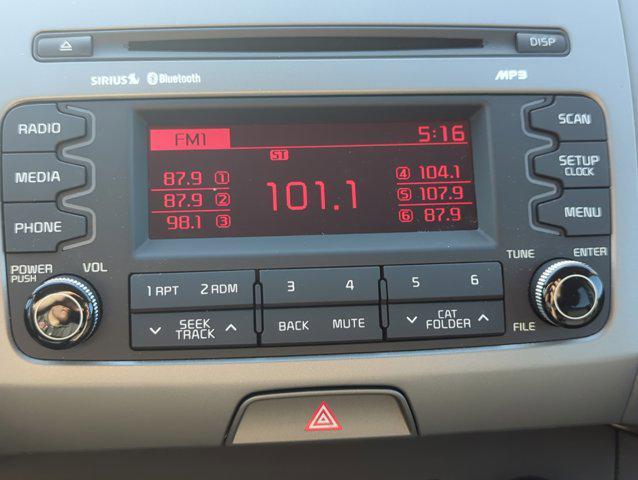 DISP
SIRIUS Bluetooth MP3
RADIO
MEDIA
PHONE
FM1 5:16
ST
87.9 1
87.9 2
98.1 3
101.1
4 104.1
5 107.9
6 87.9
SCAN
SETUP
CLOCK
MENU
POWER
PUSH
VOL
1 RPT 2 RDM 3 4 5 6
SEEK
TRACK
BACK MUTE
CAT
FOLDER
TUNE
ENTER
FILE